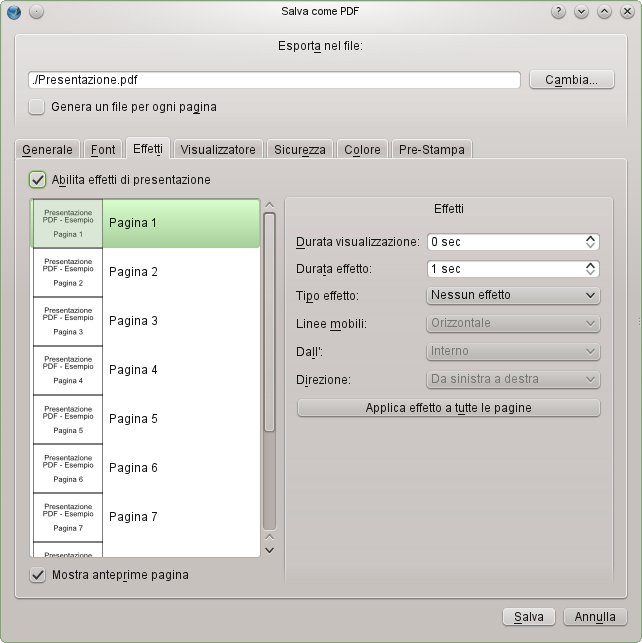 Salva come PDF
Esporta nel file:
./Presentazione.pdf
Cambia...
Genera un file per ogni pagina
Generale
Font
Effetti
Visualizzatore
Sicurezza
Colore
Pre-Stampa
Abilita effetti di presentazione
Presentazione
PDF - Esempio
Pagina 1
Pagina 1
Presentazione
PDF - Esempio
Pagina 2
Pagina 2
Presentazione
PDF - Esempio
Pagina 3
Pagina 3
Presentazione
PDF - Esempio
Pagina 4
Pagina 4
Presentazione
PDF - Esempio
Pagina 5
Pagina 5
Presentazione
PDF - Esempio
Pagina 6
Pagina 6
Presentazione
PDF - Esempio
Pagina 7
Pagina 7
Presentazione
Mostra anteprime pagina
Effetti
Durata visualizzazione: 0 sec
Durata effetto: 1 sec
Tipo effetto: Nessun effetto
Linee mobili: Orizzontale
Dall': Interno
Direzione: Da sinistra a destra
Applica effetto a tutte le pagine
Salva
Annulla